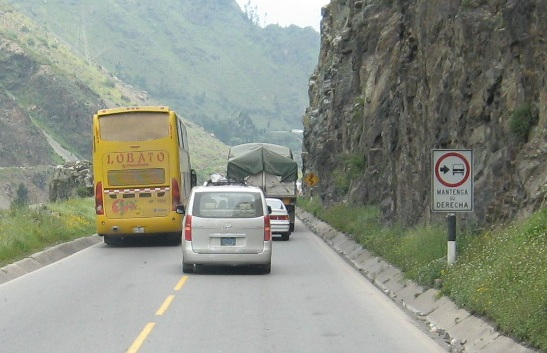 LOBATO
MANTENGA
SU
DERECHA